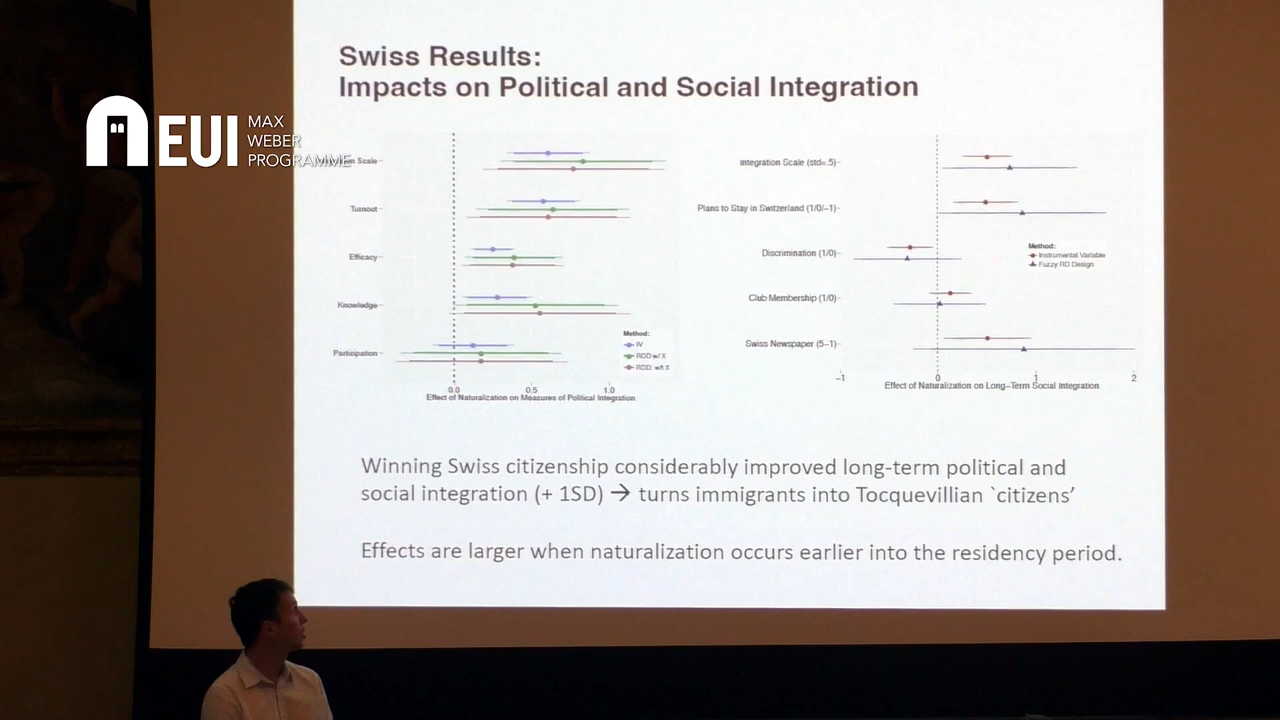 Swiss Results:
Impacts on Political and Social Integration
EUI
MAX
WEBER
PROGRAMME
Scale
Turnout
Efficacy
Knowledge
Participation
Method:
IV
RDD w/ X
RDD: w/t X
0.0 0.5 1.0
Effect of Naturalization on Measures of Political Integration
Integration Scale (std=.5)
Plans to Stay in Switzerland (1/0/−1)
Discrimination (1/0)
Club Membership (1/0)
Swiss Newspaper (5−1)
Method:
Instrumental Variable
Fuzzy RD Design
−1 0 1 2
Effect of Naturalization on Long−Term Social Integration
Winning Swiss citizenship considerably improved long-term political and
social integration (+ 1SD) → turns immigrants into Tocquevillian `citizens’
Effects are larger when naturalization occurs earlier into the residency period.